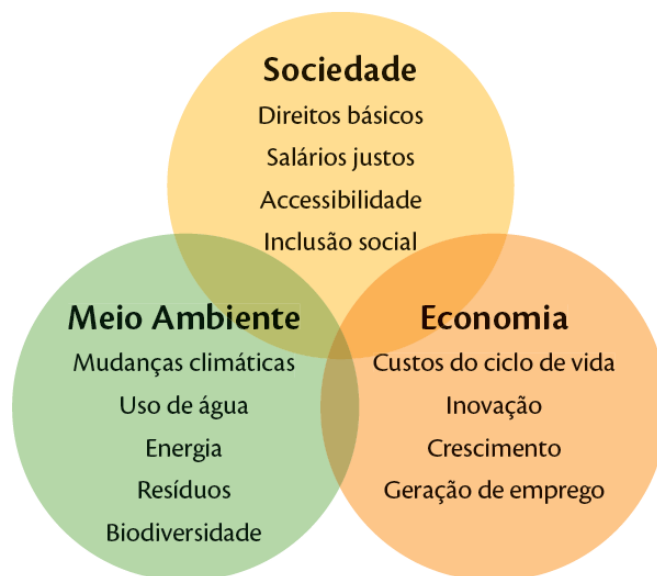 Sociedade
Direitos básicos
Salários justos
Accessibilidade
Inclusão social
Meio Ambiente
Mudanças climáticas
Uso de água
Energia
Resíduos
Biodiversidade
Economia
Custos do ciclo de vida
Inovação
Crescimento
Geração de emprego